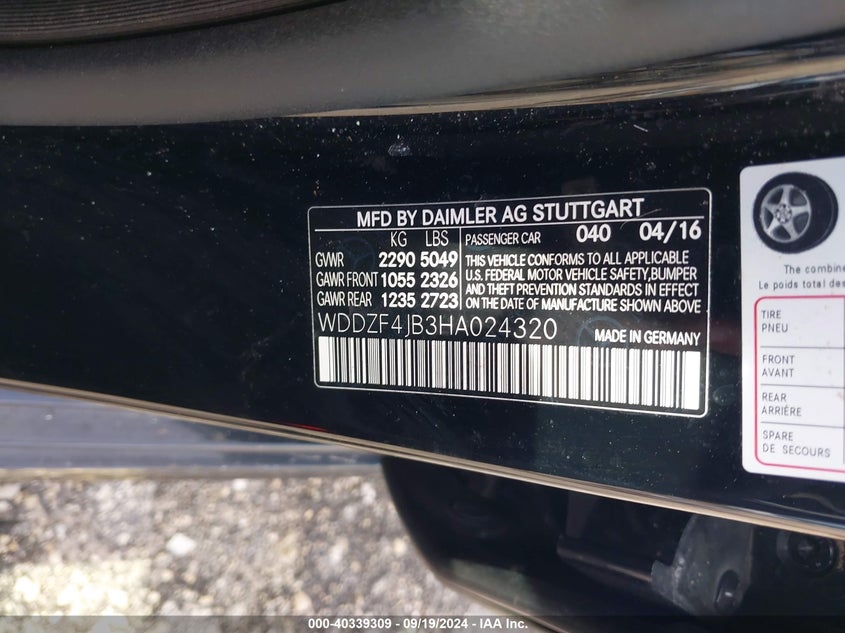 MFD BY DAIMLER AG STUTTGART
KG LBS PASSENGER CAR 040 04/16
GVWR 2290 5049 THIS VEHICLE CONFORMS TO ALL APPLICABLE
GAWR FRONT 1055 2326 U.S. FEDERAL MOTOR VEHICLE SAFETY,BUMPER
GAWR REAR 1235 2723 AND THEFT PREVENTION STANDARDS IN EFFECT
ON THE DATE OF MANUFACTURE SHOWN ABOVE
WDDZF4JB3HA024320 MADE IN GERMANY
The combine
Le poids total des
TIRE
PNEU
FRONT
AVANT
REAR
ARRIÈRE
SPARE
DE SECOURS
000-40339309 - 09/19/2024 - IAA Inc.